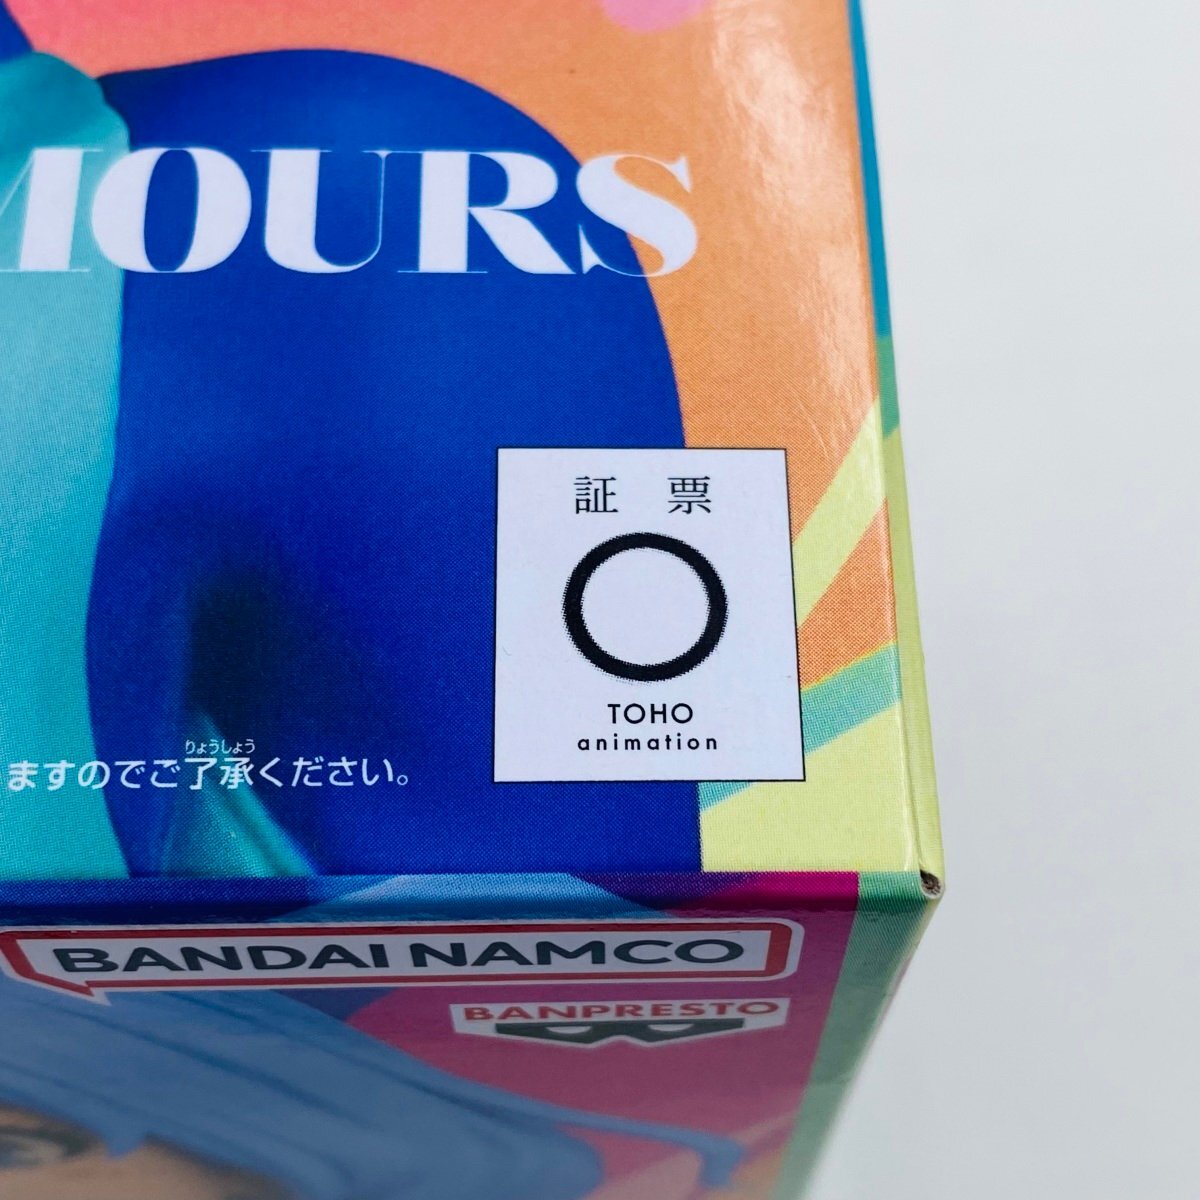 MOURS
証 票
TOHO
animation
りょうしょう
ますのでご了承ください。
BANDAI NAMCO
BANPRESTO